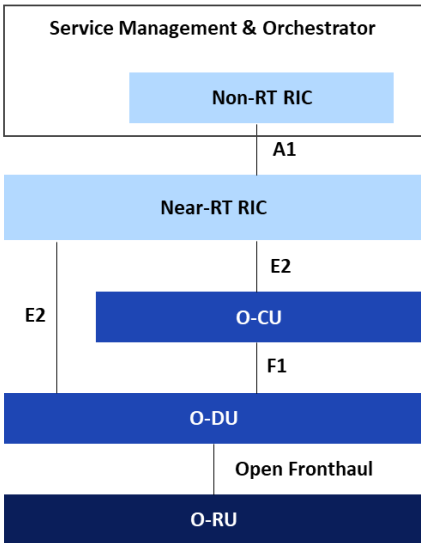 Service Management & Orchestrator
Non-RT RIC
A1
Near-RT RIC
E2
E2
O-CU
F1
O-DU
Open Fronthaul
O-RU